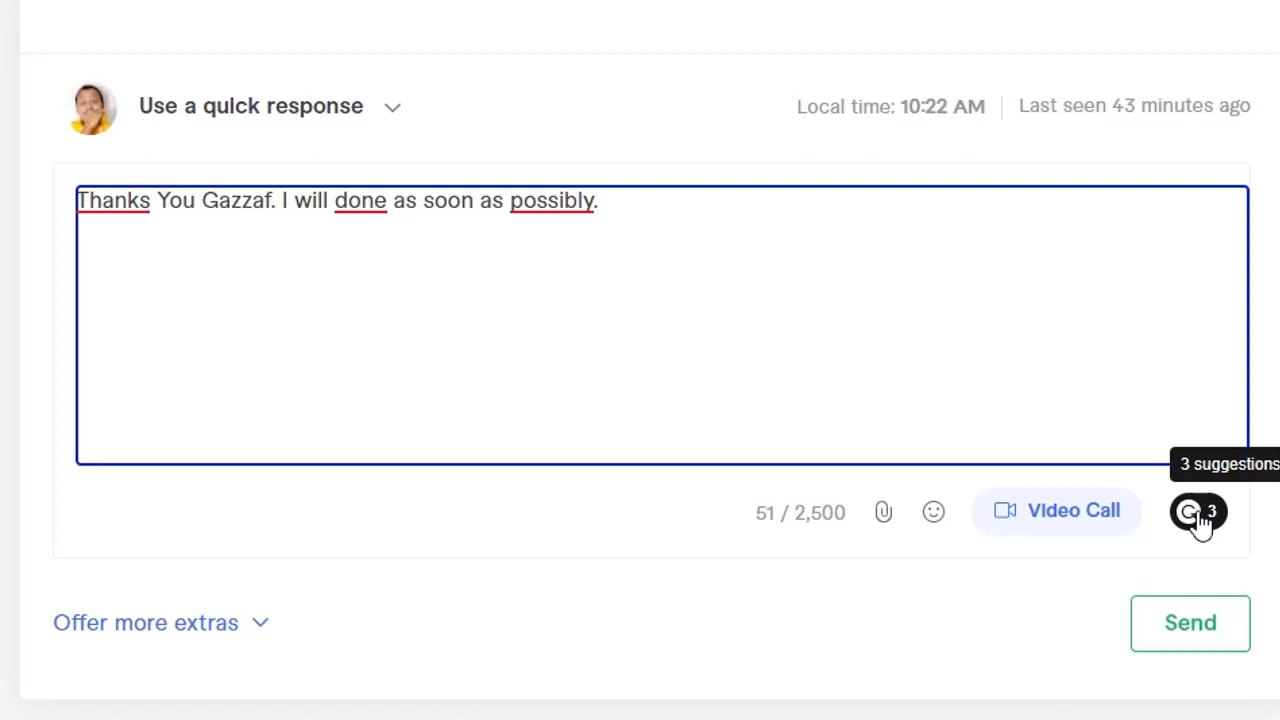 Use a quick response
Local time: 10:22 AM
Last seen 43 minutes ago
Thanks You Gazzaf. I will done as soon as possibly.
3 suggestions
51 / 2,500
Video Call
3
Offer more extras
Send